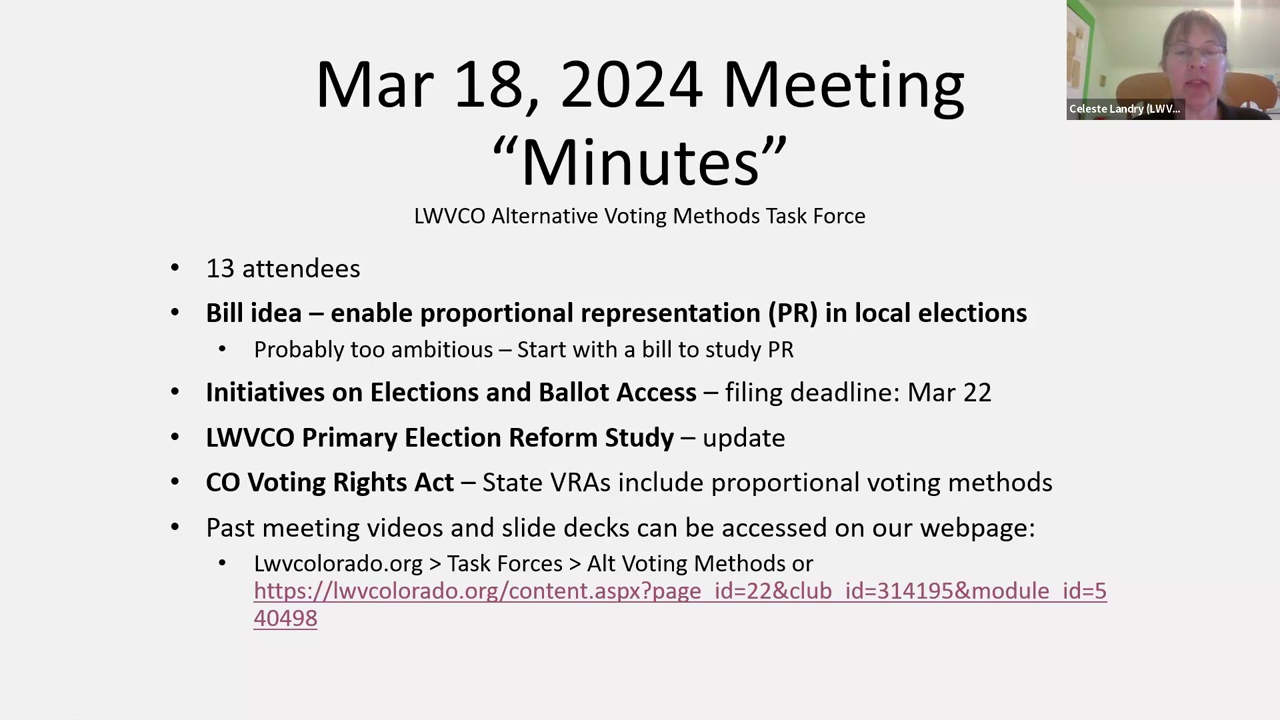 Mar 18, 2024 Meeting
“Minutes”
LWVCO Alternative Voting Methods Task Force
Celeste Landry (LWV...
• 13 attendees
• Bill idea – enable proportional representation (PR) in local elections
• Probably too ambitious – Start with a bill to study PR
• Initiatives on Elections and Ballot Access – filing deadline: Mar 22
• LWVCO Primary Election Reform Study – update
• CO Voting Rights Act – State VRAs include proportional voting methods
• Past meeting videos and slide decks can be accessed on our webpage:
• Lwvcolorado.org > Task Forces > Alt Voting Methods or
https://lwvcolorado.org/content.aspx?page_id=22&club_id=314195&module_id=5
40498